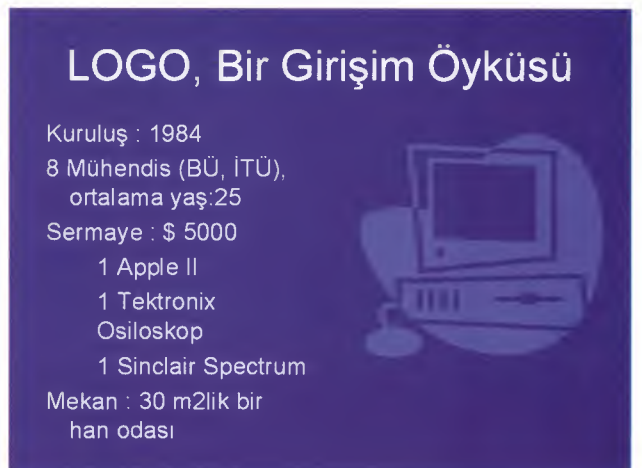 LOGO, Bir Girişim Öyküsü
Kuruluş : 1984
8 Mühendis (BÜ, İTÜ),
ortalama yaş:25
Sermaye : $ 5000
1 Apple II
1 Tektronix
Osiloskop
1 Sinclair Spectrum
Mekan : 30 m2lik bir
han odası